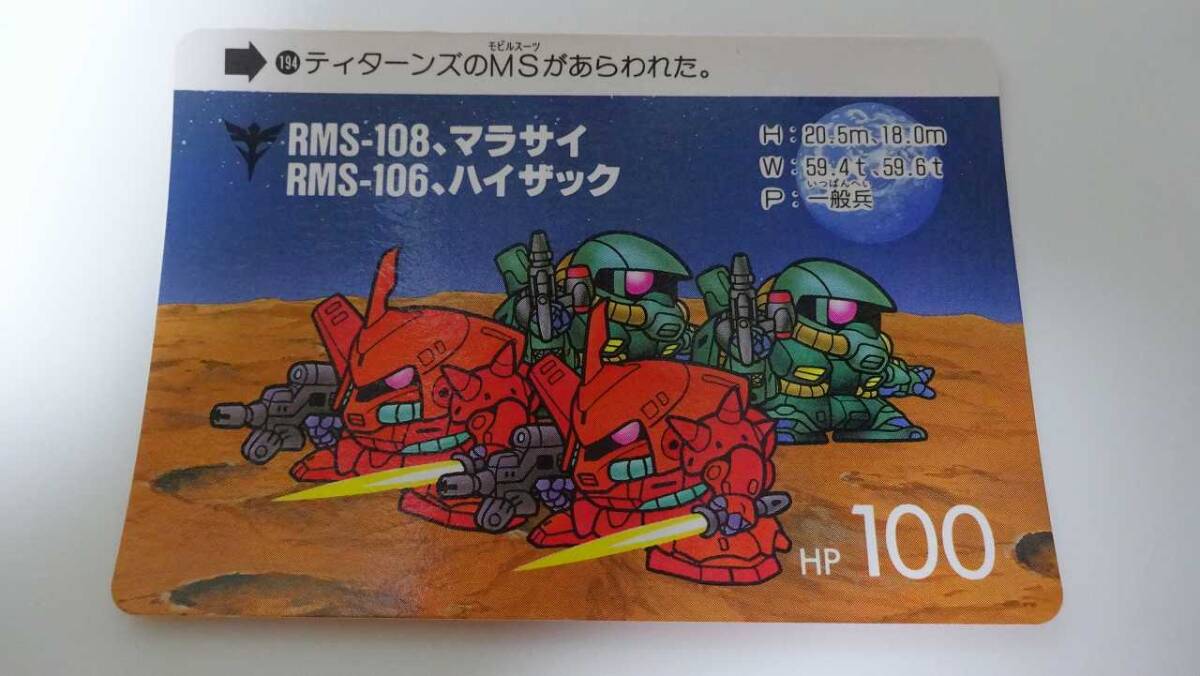 194 ティターンズのMSがあらわれた。
モビルスーツ
RMS-108、マラサイ
RMS-106、ハイザック
H:20.5m、18.0m
W:59.4t、59.6t
いっぱんへい
P:一般兵
HP 100